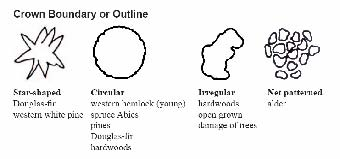 Crown Boundary or Outline
Star-shaped
Douglas-fir
western white pine
Circular
western hemlock (young)
spruce Abies
pines
Douglas-fir
hardwoods
Irregular
hardwoods
open grown
damage of trees
Net patterned
alder